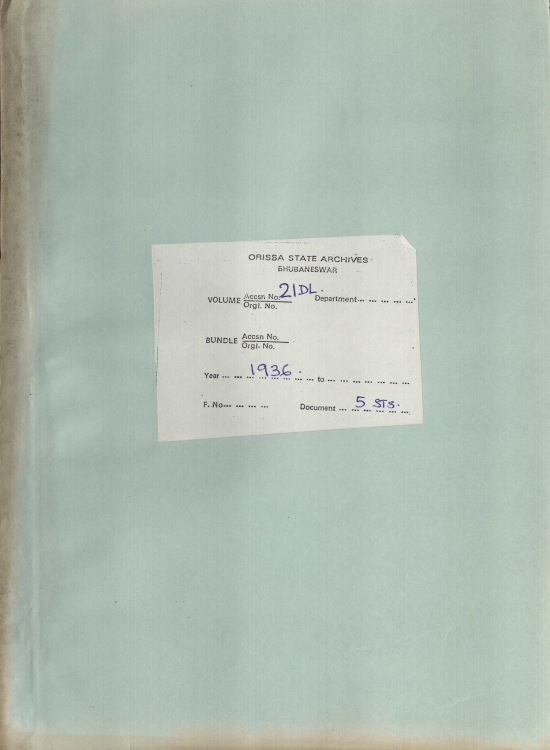 ORISSA STATE ARCHIVES
BHUBANESWAR
VOLUME Accsn No. 21DL. Department... ... ... ... ...
Orgl. No.
BUNDLE Accsn No.
Orgl. No.
Year ... ... 1936. ... ... to ... ... ... ... ... ... ...
F. No... ... ... ... Document ... 5 STS. ...